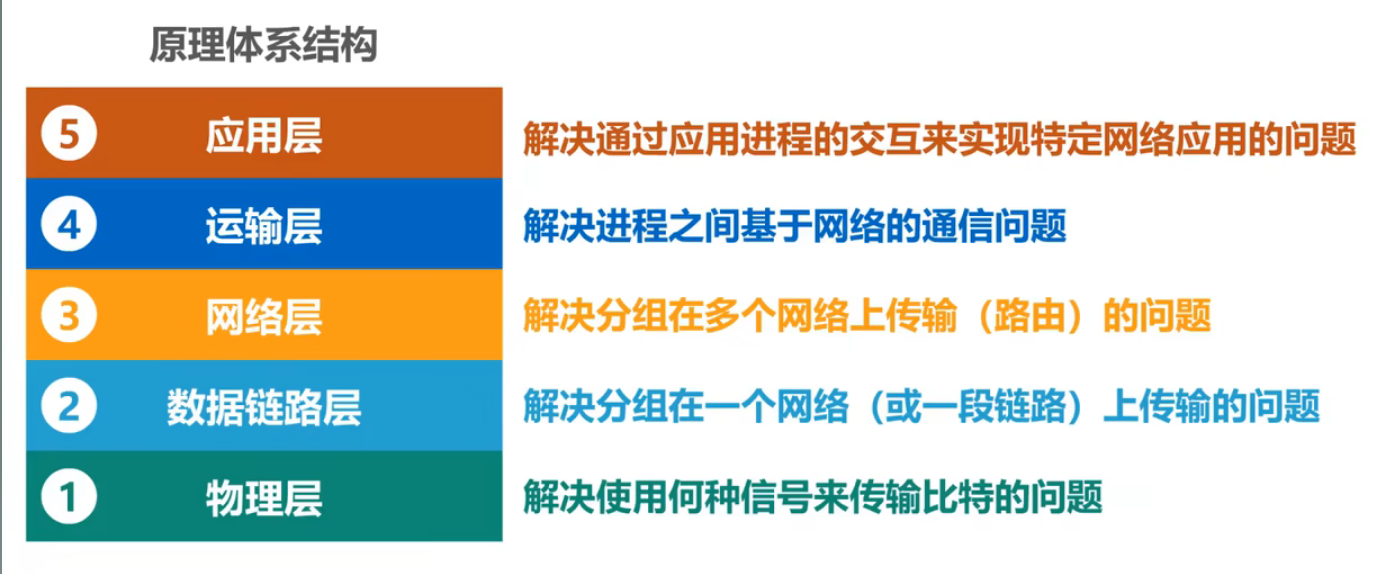 原理体系结构
5 应用层 解决通过应用进程的交互来实现特定网络应用的问题
4 运输层 解决进程之间基于网络的通信问题
3 网络层 解决分组在多个网络上传输（路由）的问题
2 数据链路层 解决分组在一个网络（或一段链路）上传输的问题
1 物理层 解决使用何种信号来传输比特的问题